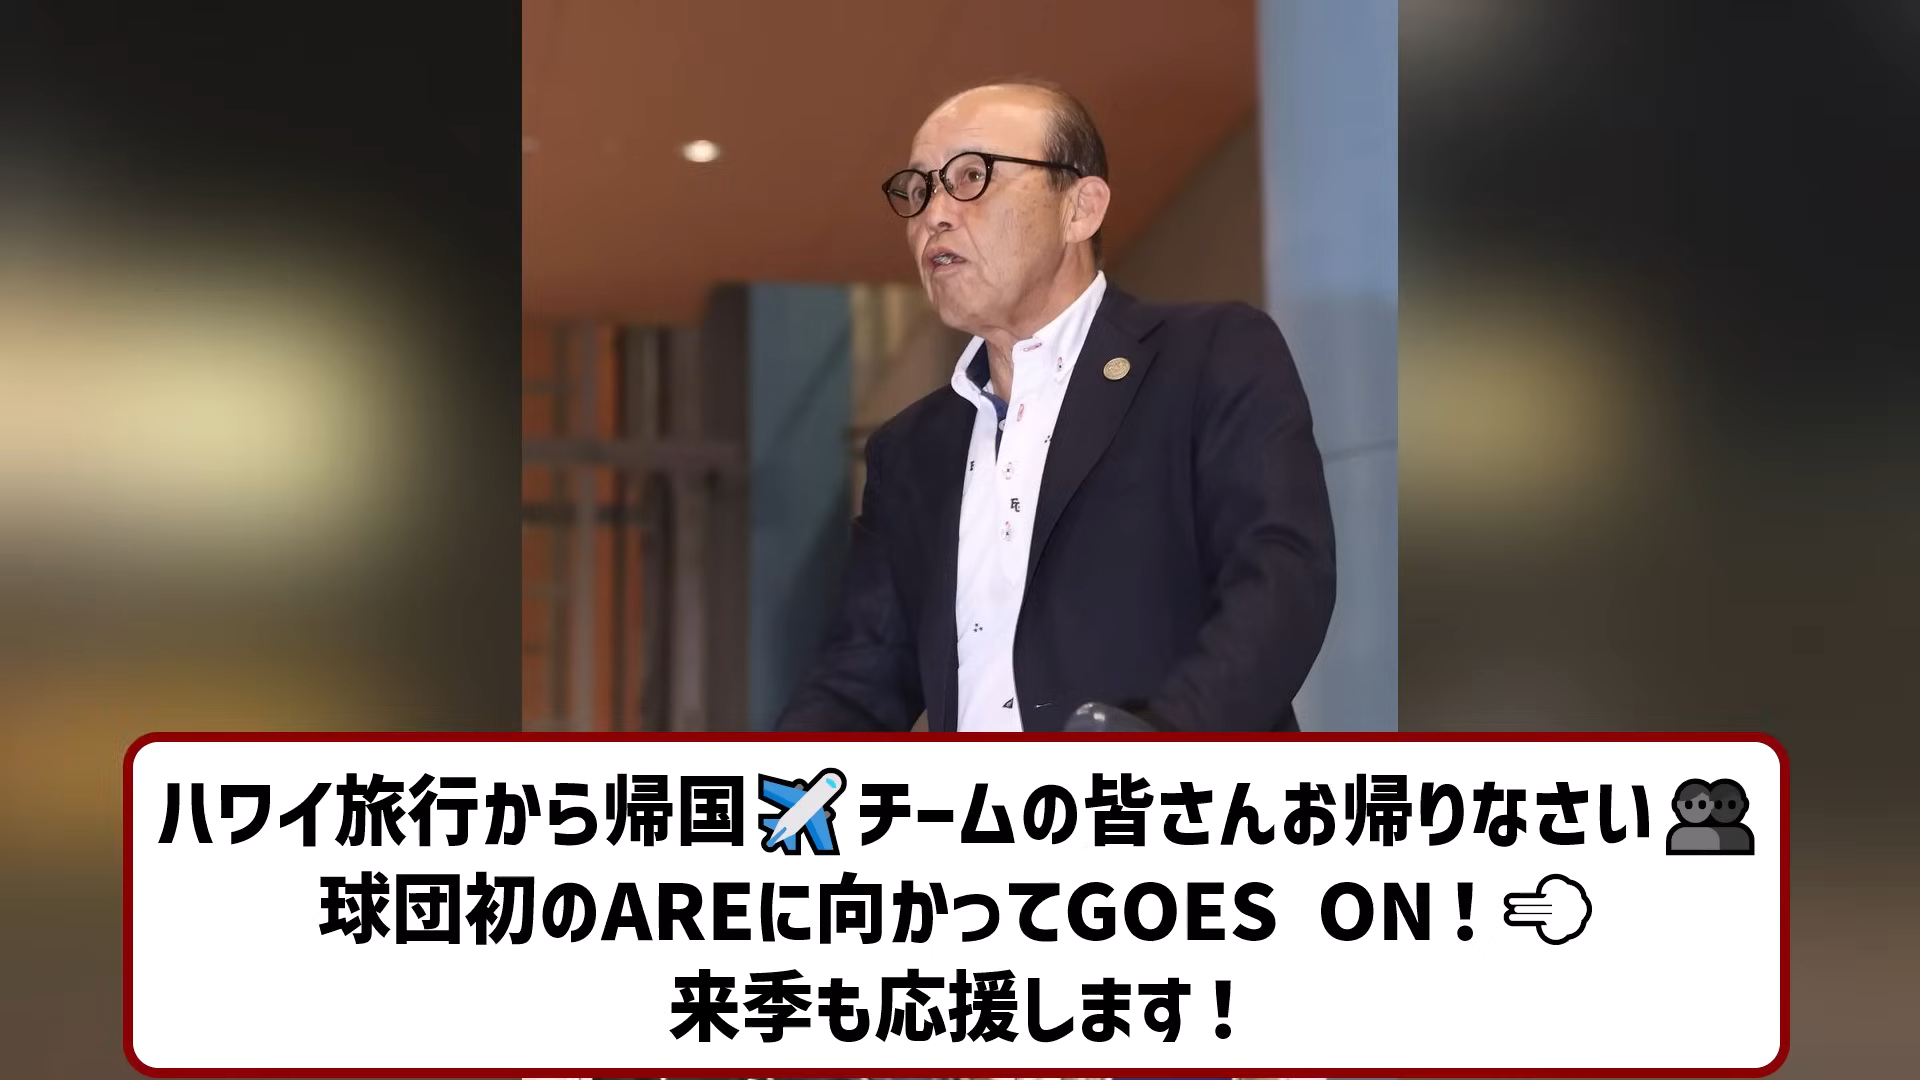 ハワイ旅行から帰国✈チームの皆さんお帰りなさい👥
球団初のAREに向かってGOES ON！💨
来季も応援します！